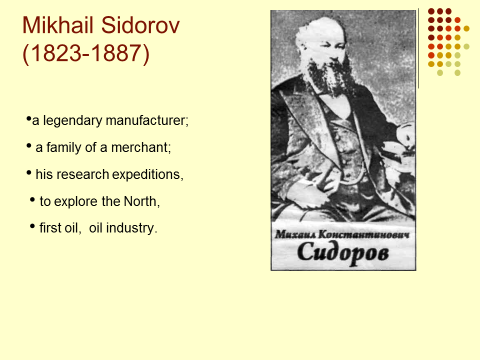 Mikhail Sidorov
(1823-1887)
•a legendary manufacturer;
• a family of a merchant;
• his research expeditions,
• to explore the North,
• first oil, oil industry.
Михаил Константинович
Сидоров